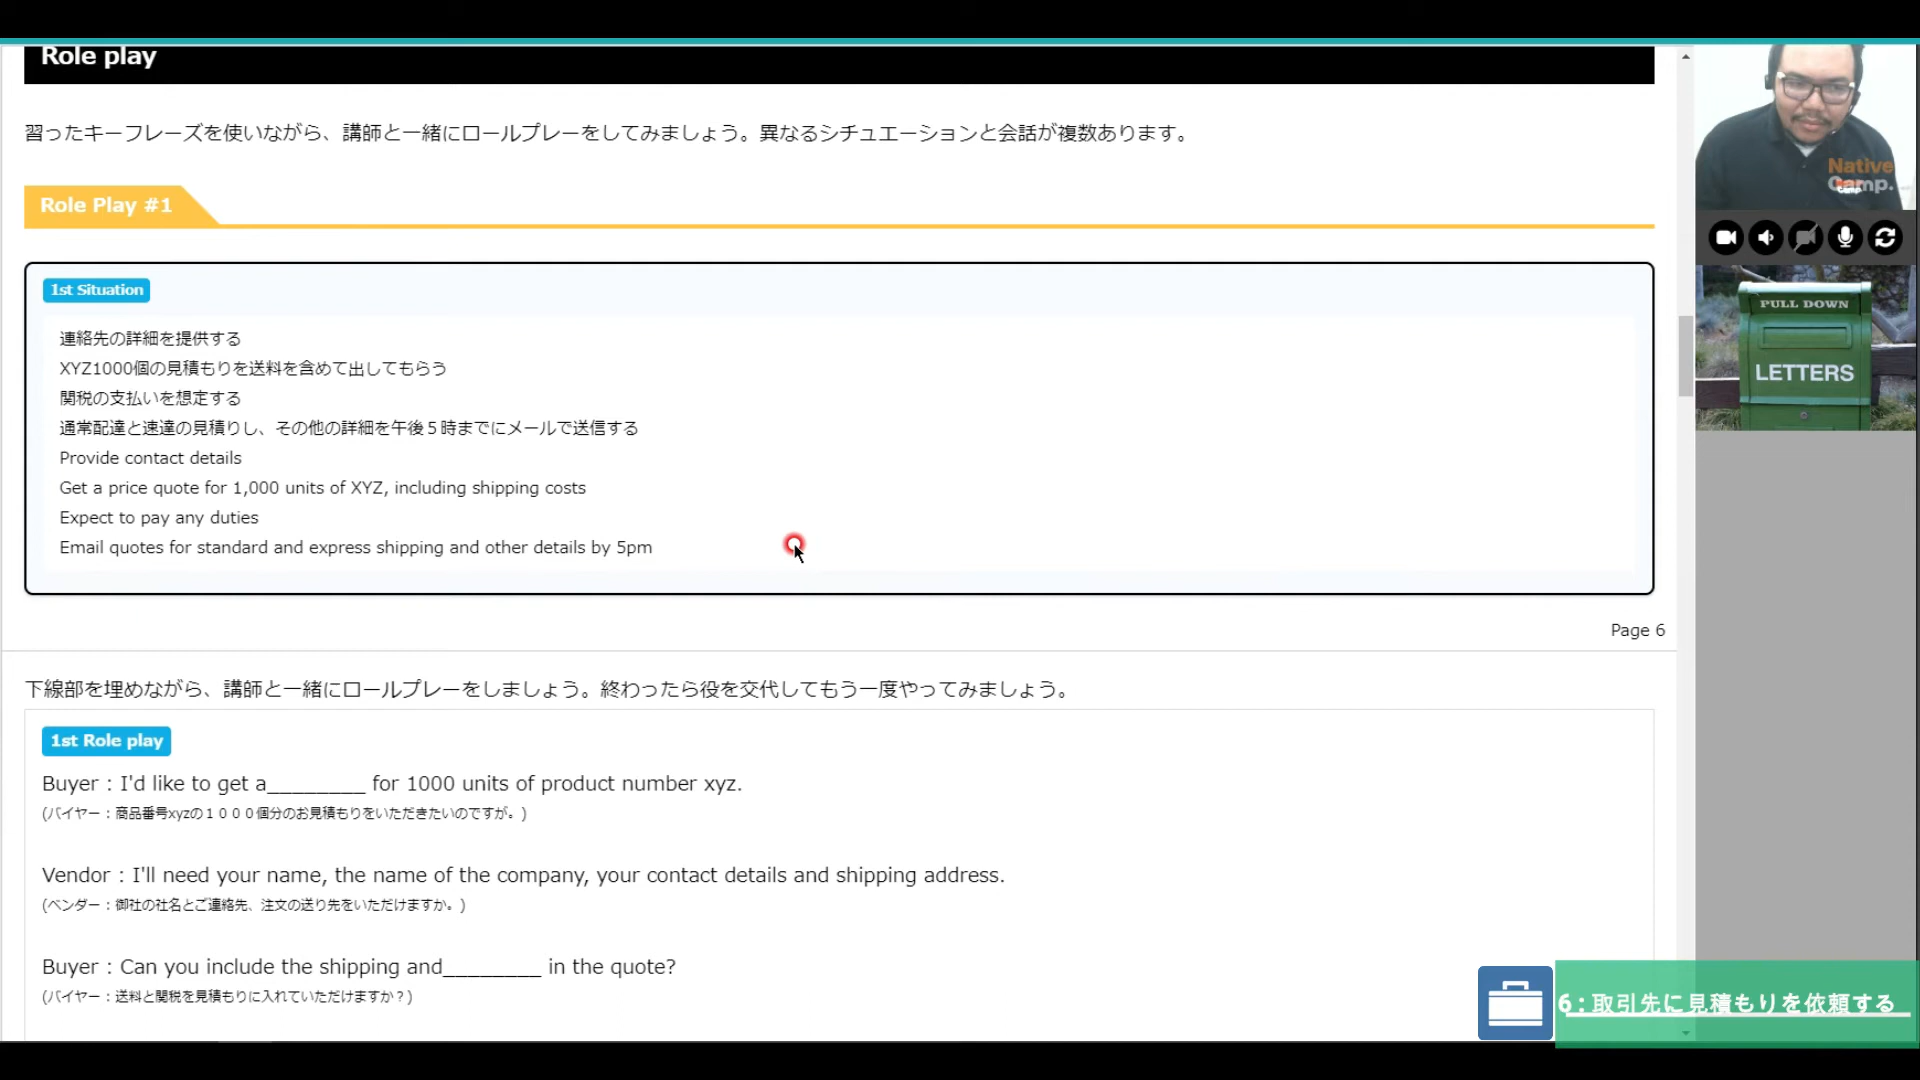 Role play
習ったキーフレーズを使いながら、講師と一緒にロールプレーをしてみましょう。異なるシチュエーションと会話が複数あります。
Role Play #1
1st Situation
連絡先の詳細を提供する
XYZ1000個の見積もりを送料を含めて出してもらう
関税の支払いを想定する
通常配達と速達の見積りし、その他の詳細を午後５時までにメールで送信する
Provide contact details
Get a price quote for 1,000 units of XYZ, including shipping costs
Expect to pay any duties
Email quotes for standard and express shipping and other details by 5pm
Page 6
下線部を埋めながら、講師と一緒にロールプレーをしましょう。終わったら役を交代してもう一度やってみましょう。
1st Role play
Buyer : I'd like to get a________ for 1000 units of product number xyz.
(バイヤー：商品番号xyzの１０００個分のお見積もりをいただきたいのですが。)
Vendor : I'll need your name, the name of the company, your contact details and shipping address.
(ベンダー：御社の社名とご連絡先、注文の送り先をいただけますか。)
Buyer : Can you include the shipping and________ in the quote?
(バイヤー：送料と関税を見積もりに入れていただけますか？)
Native
Camp.
PULL DOWN
LETTERS
6：取引先に見積もりを依頼する